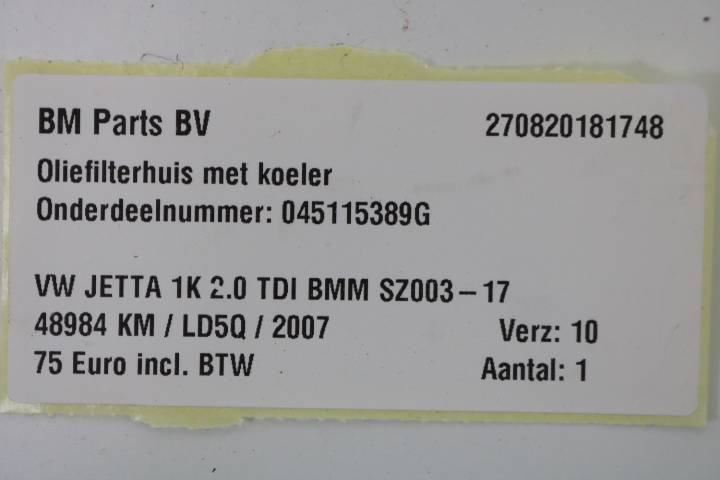 BM Parts BV 270820181748
Oliefilterhuis met koeler
Onderdeelnummer: 045115389G
VW JETTA 1K 2.0 TDI BMM SZ003-17
48984 KM / LD5Q / 2007 Verz: 10
75 Euro incl. BTW Aantal: 1